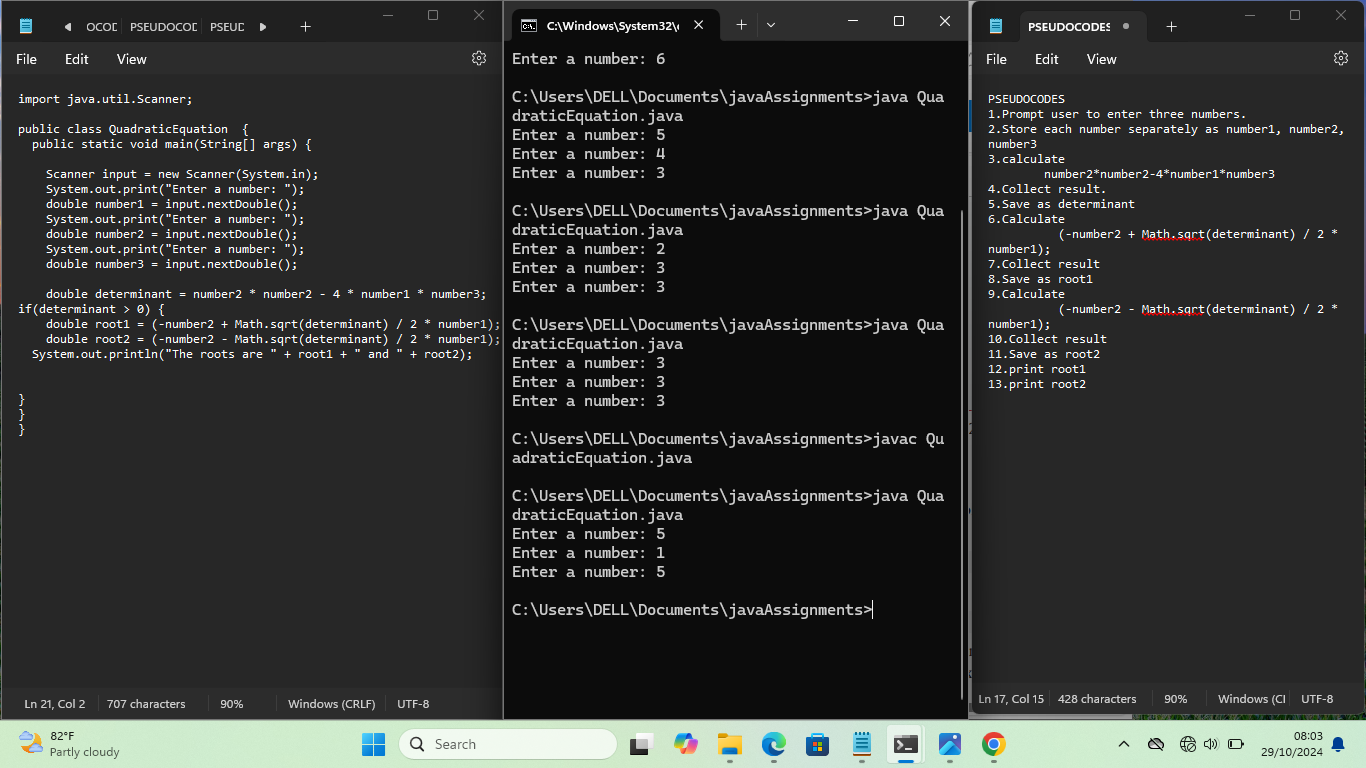 OCOD
PSEUDOCOD
PSEUD
File
Edit
View
import java.util.Scanner;
public class QuadraticEquation  {
public static void main(String[] args) {
Scanner input = new Scanner(System.in);
System.out.print("Enter a number: ");
double number1 = input.nextDouble();
System.out.print("Enter a number: ");
double number2 = input.nextDouble();
System.out.print("Enter a number: ");
double number3 = input.nextDouble();
double determinant = number2 * number2 - 4 * number1 * number3;
if(determinant > 0) {
double root1 = (-number2 + Math.sqrt(determinant) / 2 * number1);
double root2 = (-number2 - Math.sqrt(determinant) / 2 * number1);
System.out.println("The roots are " + root1 + " and " + root2);
}
}
}
Ln 21, Col 2
707 characters
90%
Windows (CRLF)
UTF-8
C:\Windows\System32\
Enter a number: 6
C:\Users\DELL\Documents\javaAssignments>java Qua
draticEquation.java
Enter a number: 5
Enter a number: 4
Enter a number: 3
C:\Users\DELL\Documents\javaAssignments>java Qua
draticEquation.java
Enter a number: 2
Enter a number: 3
Enter a number: 3
C:\Users\DELL\Documents\javaAssignments>java Qua
draticEquation.java
Enter a number: 3
Enter a number: 3
Enter a number: 3
C:\Users\DELL\Documents\javaAssignments>javac Qu
adraticEquation.java
C:\Users\DELL\Documents\javaAssignments>java Qua
draticEquation.java
Enter a number: 5
Enter a number: 1
Enter a number: 5
C:\Users\DELL\Documents\javaAssignments>
PSEUDOCODES
File
Edit
View
PSEUDOCODES
1.Prompt user to enter three numbers.
2.Store each number separately as number1, number2,
number3
3.calculate
number2*number2-4*number1*number3
4.Collect result.
5.Save as determinant
6.Calculate
(-number2 + Math.sqrt(determinant) / 2 *
number1);
7.Collect result
8.Save as root1
9.Calculate
(-number2 - Math.sqrt(determinant) / 2 *
number1);
10.Collect result
11.Save as root2
12.print root1
13.print root2
Ln 17, Col 15
428 characters
90%
Windows (CI
UTF-8
82°F
Partly cloudy
Search
08:03
29/10/2024